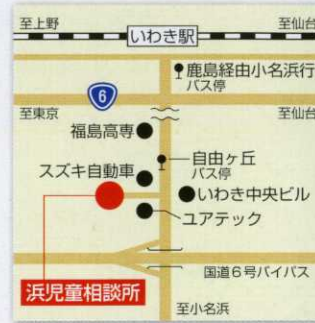 至上野
至仙台
いわき駅
鹿島経由小名浜行
バス停
6
至東京
至仙台
福島高専
自由ヶ丘
バス停
スズキ自動車
いわき中央ビル
ユアテック
浜児童相談所
国道6号バイパス
至小名浜